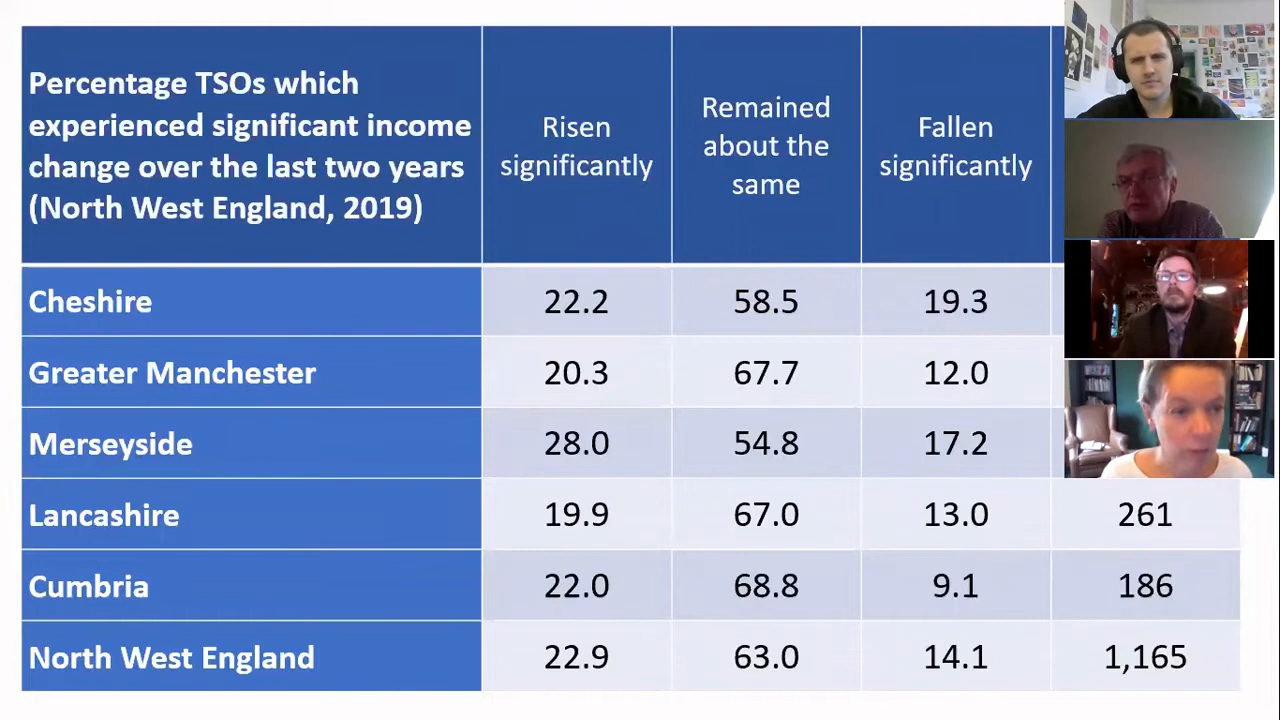 Percentage TSOs which
experienced significant income
change over the last two years
(North West England, 2019)
Risen
significantly
Remained
about the
same
Fallen
significantly
Cheshire 22.2 58.5 19.3
Greater Manchester 20.3 67.7 12.0
Merseyside 28.0 54.8 17.2
Lancashire 19.9 67.0 13.0 261
Cumbria 22.0 68.8 9.1 186
North West England 22.9 63.0 14.1 1,165